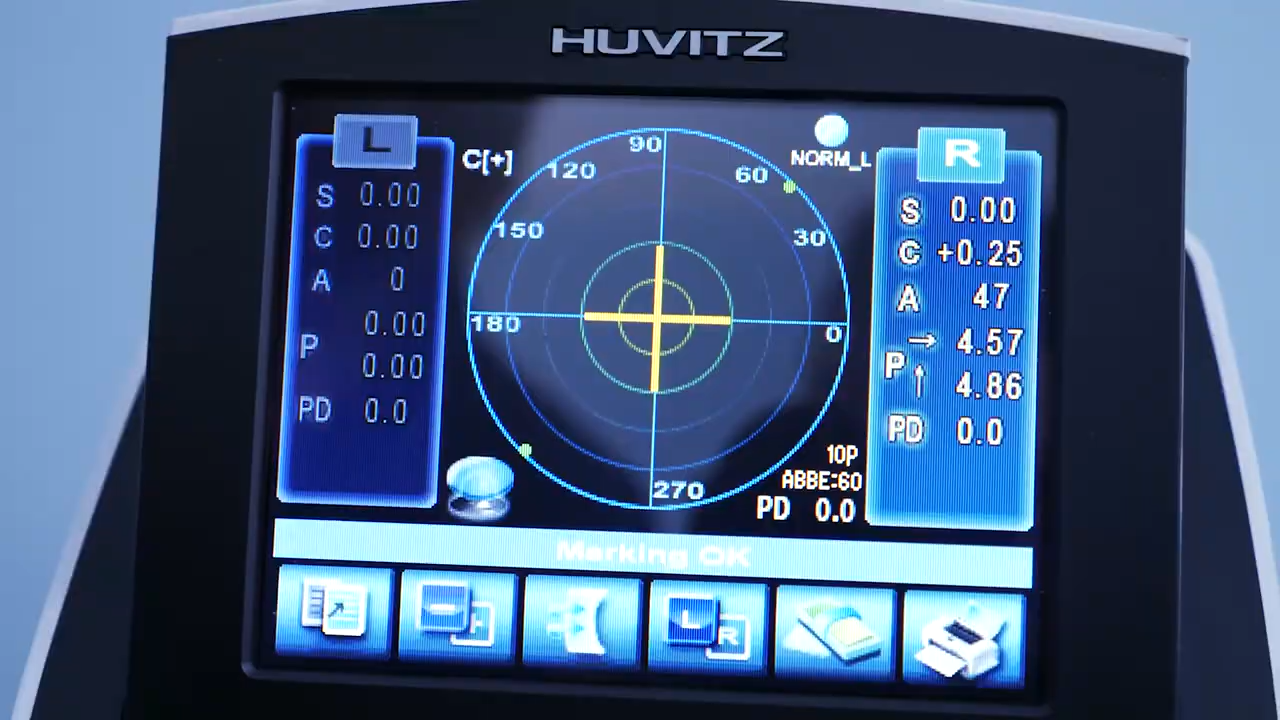 HUVITZ
L
S 0.00
C 0.00
A 0
P 0.00
0.00
PD 0.0
C[+]
90
120
60
150
30
180
0
270
NORM_L
10P
ABBE:60
PD 0.0
R
S 0.00
C +0.25
A 47
P → 4.57
↑ 4.86
PD 0.0
Marking OK
L
R